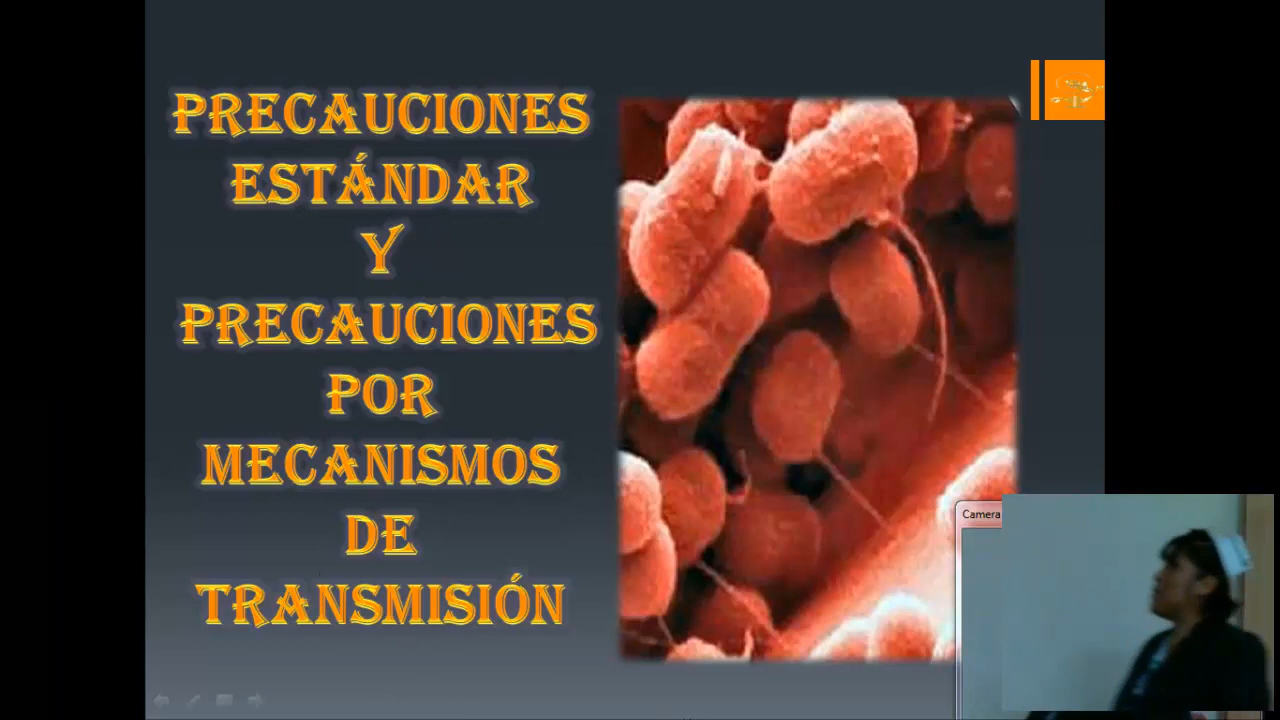 PRECAUCIONES
ESTÁNDAR
Y
PRECAUCIONES
POR
MECANISMOS
DE
TRANSMISIÓN
Camera